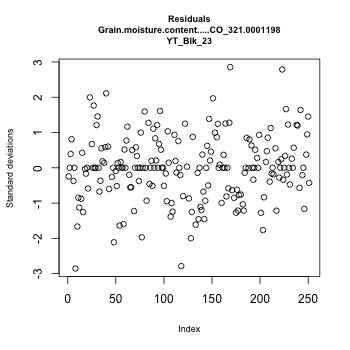 Residuals
Grain.moisture.content.....CO_321.0001198
YT_Blk_23
Standard deviations
3
2
1
0
-1
-2
-3
0
50
100
150
200
250
Index